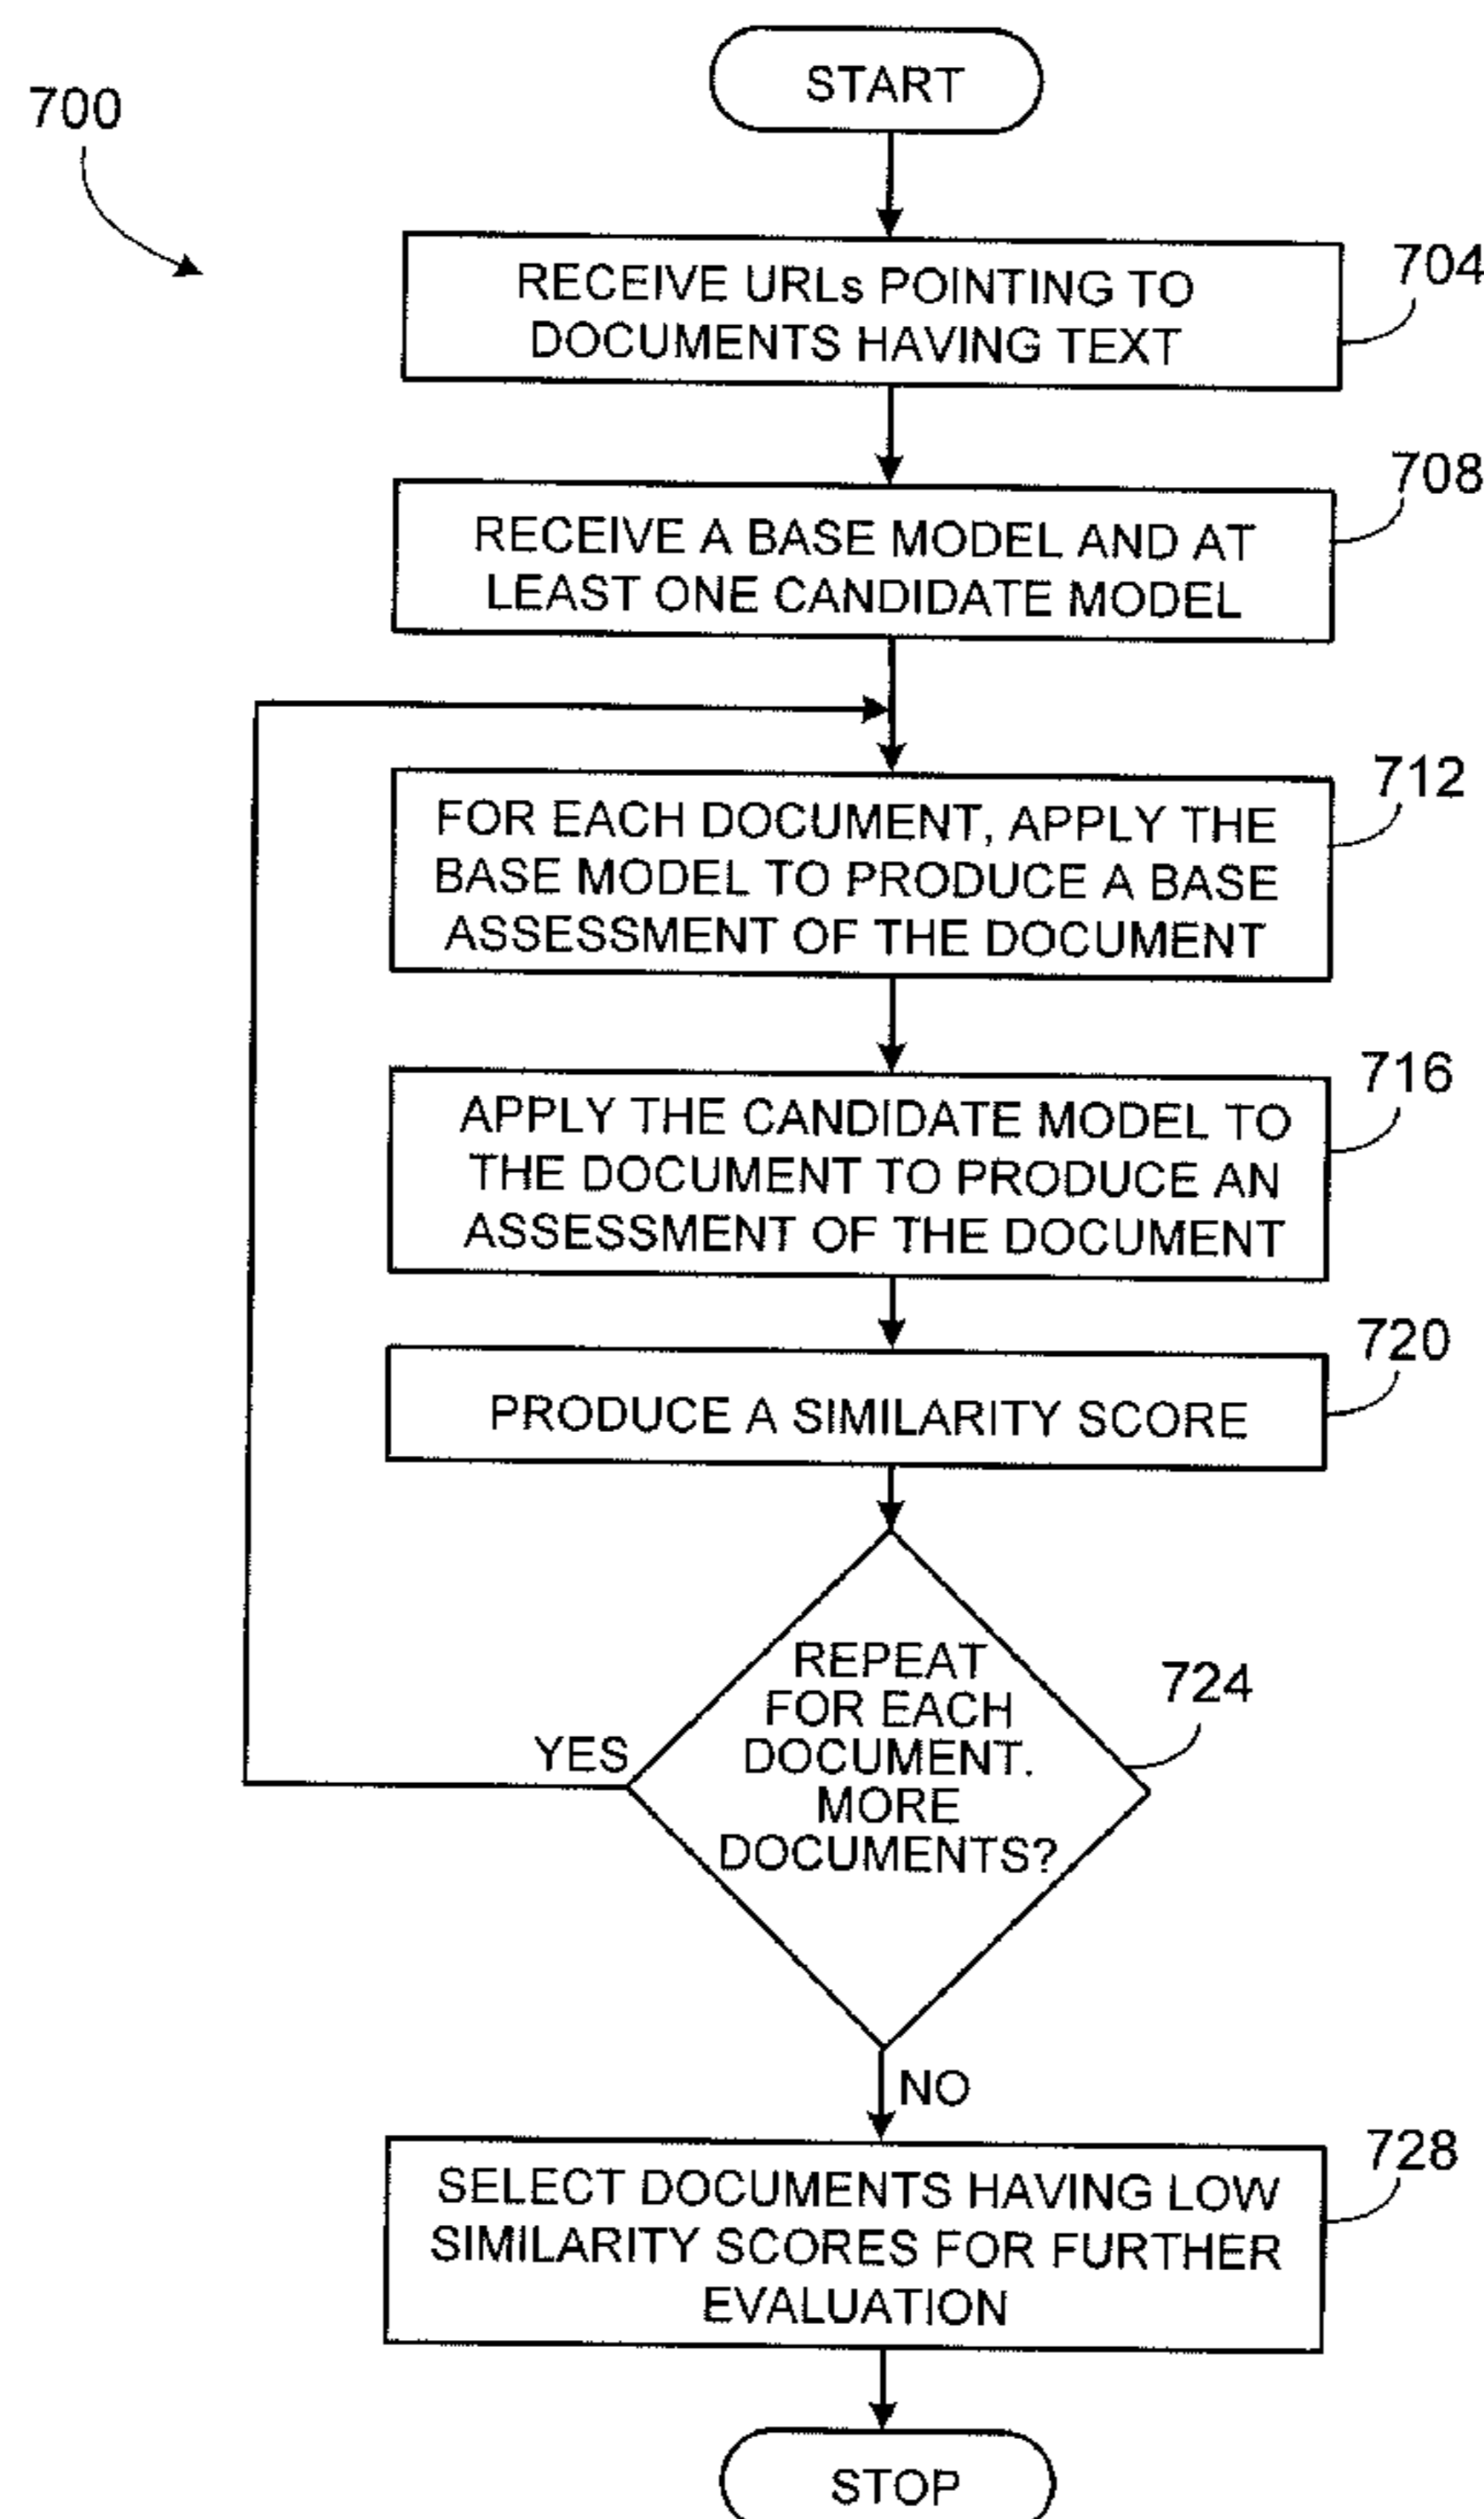 START
700
RECEIVE URLs POINTING TO
DOCUMENTS HAVING TEXT
704
RECEIVE A BASE MODEL AND AT
LEAST ONE CANDIDATE MODEL
708
FOR EACH DOCUMENT, APPLY THE
BASE MODEL TO PRODUCE A BASE
ASSESSMENT OF THE DOCUMENT
712
APPLY THE CANDIDATE MODEL TO
THE DOCUMENT TO PRODUCE AN
ASSESSMENT OF THE DOCUMENT
716
PRODUCE A SIMILARITY SCORE
720
REPEAT
FOR EACH
DOCUMENT.
MORE
DOCUMENTS?
724
YES
NO
SELECT DOCUMENTS HAVING LOW
SIMILARITY SCORES FOR FURTHER
EVALUATION
728
STOP